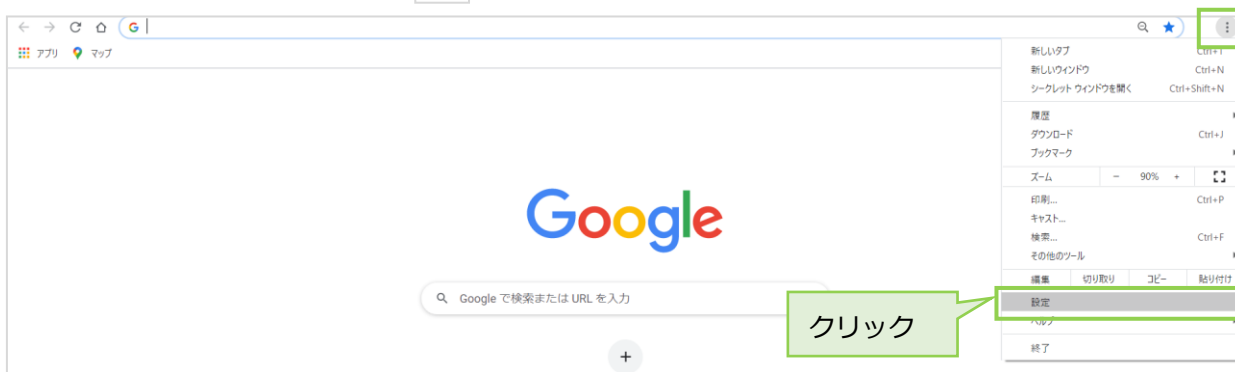 G
アプリ マップ
新しいタブ Ctrl+T
新しいウィンドウ Ctrl+N
シークレット ウィンドウを開く Ctrl+Shift+N
履歴
ダウンロード Ctrl+J
ブックマーク
ズーム － 90% +
印刷... Ctrl+P
キャスト...
検索... Ctrl+F
その他のツール
編集 切り取り コピー 貼り付け
設定
ヘルプ
終了
Google
Google で検索または URL を入力
クリック